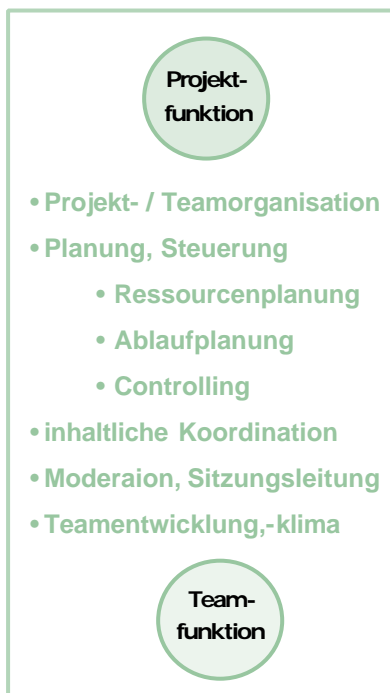 Projekt-
funktion
• Projekt- / Teamorganisation
• Planung, Steuerung
• Ressourcenplanung
• Ablaufplanung
• Controlling
• inhaltliche Koordination
• Moderaion, Sitzungsleitung
• Teamentwicklung,-klima
Team-
funktion